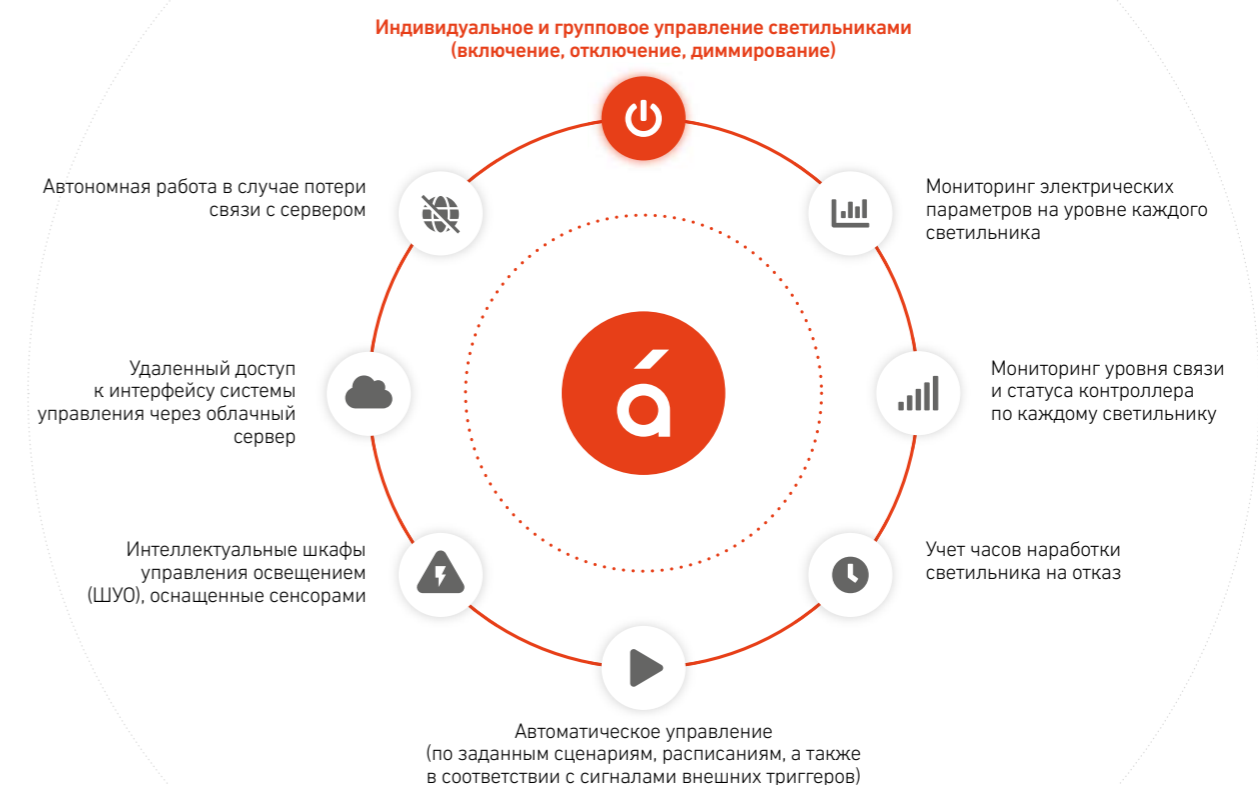 Индивидуальное и групповое управление светильниками
(включение, отключение, диммирование)
Автономная работа в случае потери
связи с сервером
Мониторинг электрических
параметров на уровне каждого
светильника
Удаленный доступ
к интерфейсу системы
управления через облачный
сервер
á
Мониторинг уровня связи
и статуса контроллера
по каждому светильнику
Интеллектуальные шкафы
управления освещением
(ШУО), оснащенные сенсорами
Учет часов наработки
светильника на отказ
Автоматическое управление
(по заданным сценариям, расписаниям, а также
в соответствии с сигналами внешних триггеров)